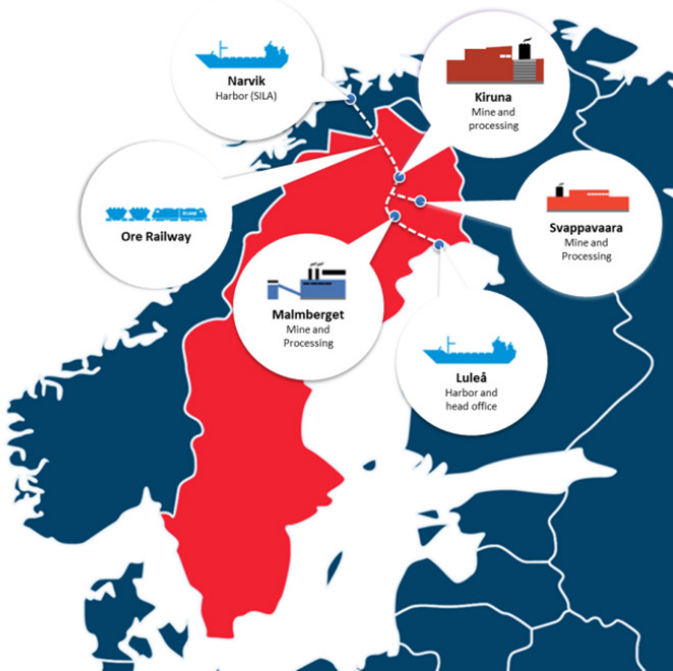 Narvik
Harbor (SILA)
Kiruna
Mine and
processing
Ore Railway
Svappavaara
Mine and
Processing
Malmberget
Mine and
Processing
Luleå
Harbor and
head office